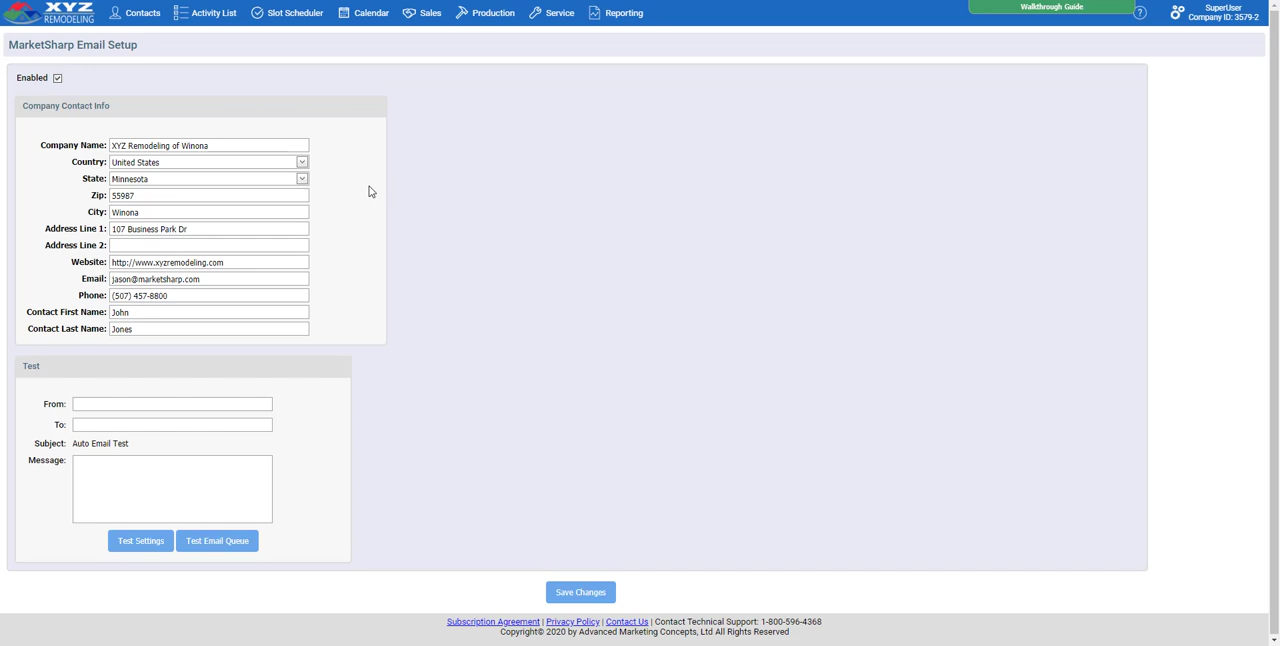 XYZ
REMODELING
Contacts
Activity List
Slot Scheduler
Calendar
Sales
Production
Service
Reporting
Walkthrough Guide
?
SuperUser
Company ID: 3579-2
MarketSharp Email Setup
Enabled
Company Contact Info
Company Name: XYZ Remodeling of Winona
Country: United States
State: Minnesota
Zip: 55987
City: Winona
Address Line 1: 107 Business Park Dr
Address Line 2:
Website: http://www.xyzremodeling.com
Email: jason@marketsharp.com
Phone: (507) 457-8800
Contact First Name: John
Contact Last Name: Jones
Test
From:
To:
Subject: Auto Email Test
Message:
Test Settings
Test Email Queue
Save Changes
Subscription Agreement | Privacy Policy | Contact Us | Contact Technical Support: 1-800-596-4368
Copyright© 2020 by Advanced Marketing Concepts, Ltd All Rights Reserved